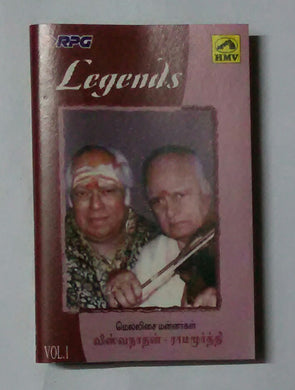 RPG
HMV
Legends
மெல்லிசை மன்னர்கள்
விஸ்வநாதன் - ராமமூர்த்தி
VOL.1